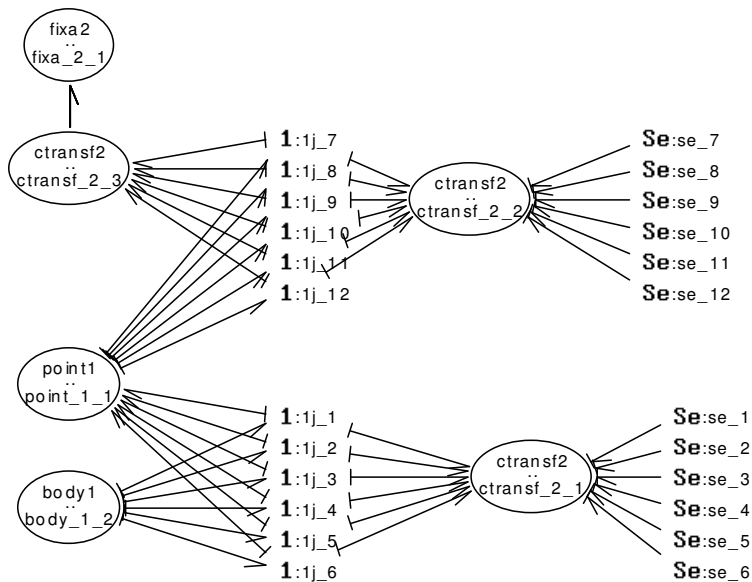 fixa2
..
fixa_2_1
ctransf2
..
ctransf_2_3
1:1j_7
1:1j_8
1:1j_9
1:1j_10
1:1j_11
1:1j_12
ctransf2
..
ctransf_2_2
Se:se_7
Se:se_8
Se:se_9
Se:se_10
Se:se_11
Se:se_12
point1
..
point_1_1
body1
..
body_1_2
1:1j_1
1:1j_2
1:1j_3
1:1j_4
1:1j_5
1:1j_6
ctransf2
..
ctransf_2_1
Se:se_1
Se:se_2
Se:se_3
Se:se_4
Se:se_5
Se:se_6